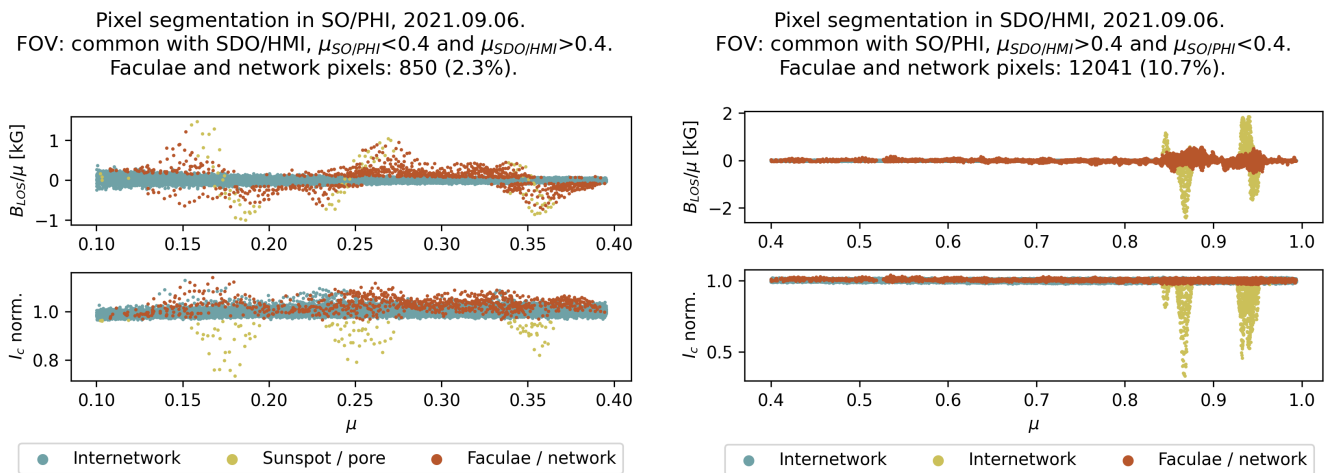 Pixel segmentation in SO/PHI, 2021.09.06.
FOV: common with SDO/HMI, μSO/PHI<0.4 and μSDO/HMI>0.4.
Faculae and network pixels: 850 (2.3%).
BLOS/μ [kG]
1
0
−1
0.10 0.15 0.20 0.25 0.30 0.35 0.40
Ic norm.
1.0
0.8
0.10 0.15 0.20 0.25 0.30 0.35 0.40
μ
Internetwork Sunspot / pore Faculae / network
Pixel segmentation in SDO/HMI, 2021.09.06.
FOV: common with SO/PHI, μSDO/HMI>0.4 and μSO/PHI<0.4.
Faculae and network pixels: 12041 (10.7%).
BLOS/μ [kG]
2
0
−2
0.4 0.5 0.6 0.7 0.8 0.9 1.0
Ic norm.
1.0
0.5
0.4 0.5 0.6 0.7 0.8 0.9 1.0
μ
Internetwork Internetwork Faculae / network